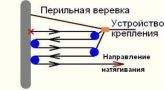 Перильная веревка
Устройство
крепления
Направление
натягивания